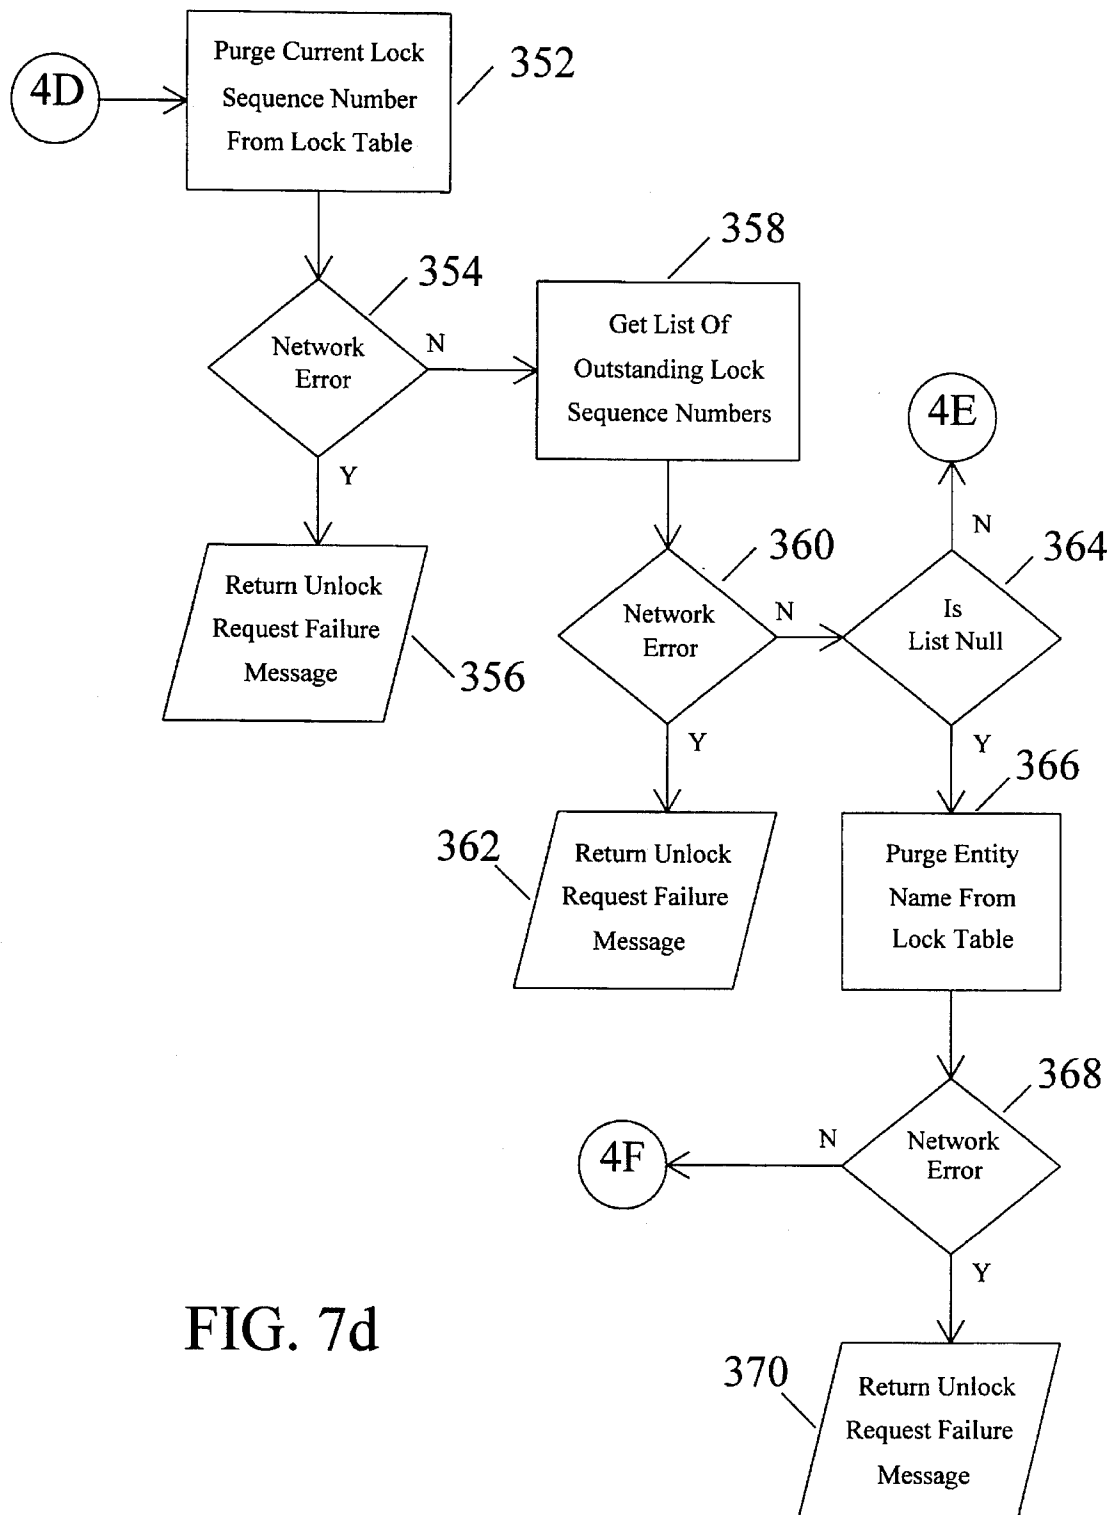 4D
Purge Current Lock
Sequence Number
From Lock Table
352
354
Network
Error
N
Y
358
Get List Of
Outstanding Lock
Sequence Numbers
4E
N
364
Is
List Null
Y
360
Network
Error
N
Y
Return Unlock
Request Failure
Message
356
362
Return Unlock
Request Failure
Message
366
Purge Entity
Name From
Lock Table
368
Network
Error
N
4F
Y
370
Return Unlock
Request Failure
Message
FIG. 7d